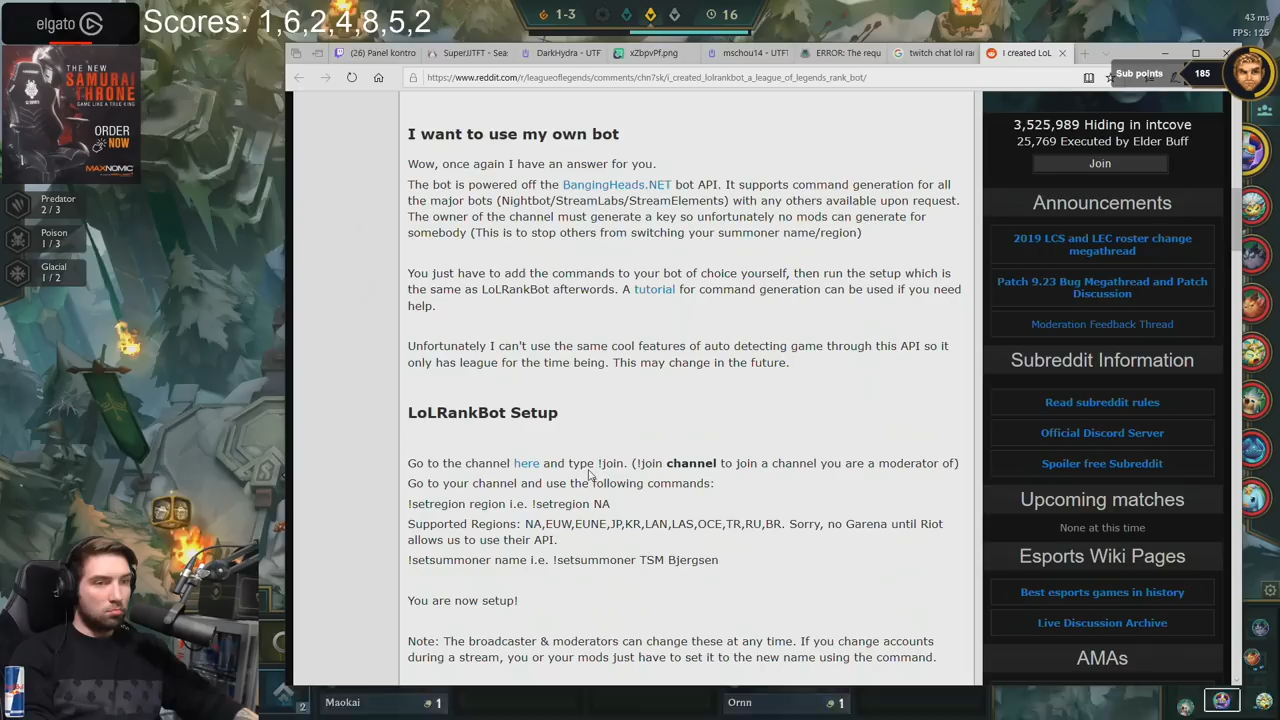 elgato
Scores: 1,6,2,4,8,5,2
1-3
16
43 ms
FPS: 125
THE NEW
SAMURAI
THRONE
GAME LIKE A TRUE KING
ORDER
NOW
MAXNOMIC
(26) Panel kontro
SuperJJTFT - Sea
DarkHydra - UTF
xZbpvPf.png
mschou14 - UTF
ERROR: The requ
twitch chat lol ra
I created LoL
https://www.reddit.com/r/leagueoflegends/comments/chn7sk/i_created_lolrankbot_a_league_of_legends_rank_bot/
Sub points
185
Predator
2 / 3
Poison
1 / 3
Glacial
1 / 2
I want to use my own bot
Wow, once again I have an answer for you.
The bot is powered off the BangingHeads.NET bot API. It supports command generation for all
the major bots (Nightbot/StreamLabs/StreamElements) with any others available upon request.
The owner of the channel must generate a key so unfortunately no mods can generate for
somebody (This is to stop others from switching your summoner name/region)
You just have to add the commands to your bot of choice yourself, then run the setup which is
the same as LoLRankBot afterwords. A tutorial for command generation can be used if you need
help.
Unfortunately I can't use the same cool features of auto detecting game through this API so it
only has league for the time being. This may change in the future.
LoLRankBot Setup
Go to the channel here and type !join. (!join channel to join a channel you are a moderator of)
Go to your channel and use the following commands:
!setregion region i.e. !setregion NA
Supported Regions: NA,EUW,EUNE,JP,KR,LAN,LAS,OCE,TR,RU,BR. Sorry, no Garena until Riot
allows us to use their API.
!setsummoner name i.e. !setsummoner TSM Bjergsen
You are now setup!
Note: The broadcaster & moderators can change these at any time. If you change accounts
during a stream, you or your mods just have to set it to the new name using the command.
3,525,989 Hiding in intcove
25,769 Executed by Elder Buff
Join
Announcements
2019 LCS and LEC roster change
megathread
Patch 9.23 Bug Megathread and Patch
Discussion
Moderation Feedback Thread
Subreddit Information
Read subreddit rules
Official Discord Server
Spoiler free Subreddit
Upcoming matches
None at this time
Esports Wiki Pages
Best esports games in history
Live Discussion Archive
AMAs
2
Maokai
1
Ornn
1